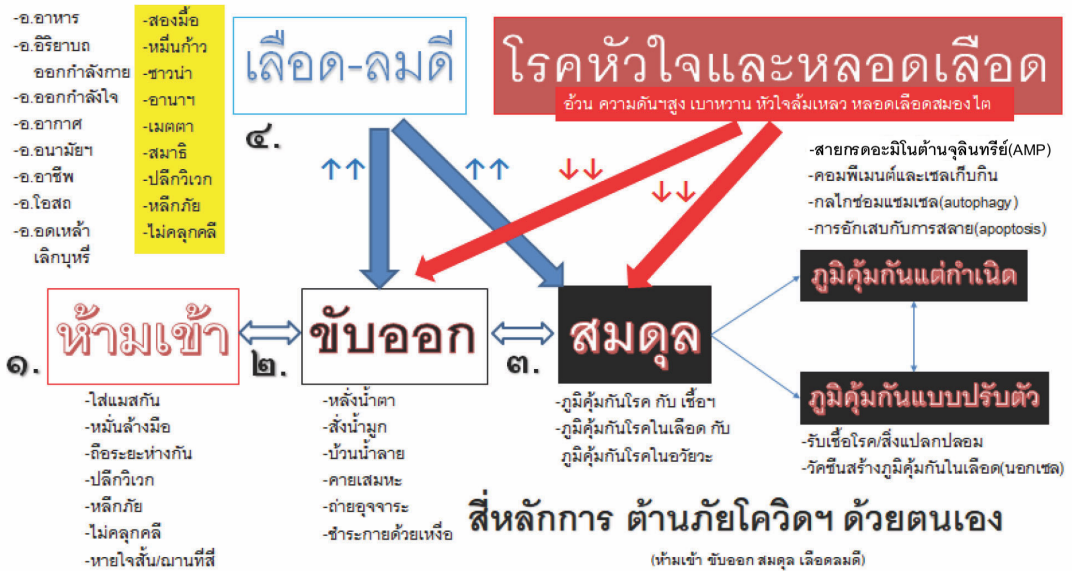 -อ.อาหาร
-อ.อิริยาบถ
ออกกำลังกาย
-อ.ออกกำลังใจ
-อ.อากาศ
-อ.อนามัยฯ
-อ.อาชีพ
-อ.โอสถ
-อ.อดเหล้า
เลิกบุหรี่
-สองมื้อ
-หมื่นก้าว
-ชาวน่า
-อานาฯ
-เมตตา
-สมาธิ
-ปลีกวิเวก
-หลีกภัย
-ไม่คลุกคลี
เลือด-ลมดี
๔.
↑↑
↑↑
โรคหัวใจและหลอดเลือด
อ้วน ความดันฯสูง เบาหวาน หัวใจล้มเหลว หลอดเลือดสมอง ไต
↓↓
↓↓
-สายกรดอะมิโนต้านจุลินทรีย์(AMP)
-คอมพีเมนต์และเซลเก็บกิน
-กลไกซ่อมแซมเซล(autophagy)
-การอักเสบกับการสลาย(apoptosis)
ภูมิคุ้มกันแต่กำเนิด
๑.
ห้ามเข้า
๒.
ขับออก
๓.
สมดุล
ภูมิคุ้มกันแบบปรับตัว
-ใส่แมสกัน
-หมั่นล้างมือ
-ถือระยะห่างกัน
-ปลีกวิเวก
-หลีกภัย
-ไม่คลุกคลี
-หายใจสั้น/ฌานที่สี่
-หลั่งน้ำตา
-สั่งน้ำมูก
-บ้วนน้ำลาย
-คายเสมหะ
-ถ่ายอุจจาระ
-ชำระกายด้วยเหงื่อ
-ภูมิคุ้มกันโรค กับ เชื้อฯ
-ภูมิคุ้มกันโรคในเลือด กับ
ภูมิคุ้มกันโรคในอวัยวะ
-รับเชื้อโรค/สิ่งแปลกปลอม
-วัคซีนสร้างภูมิคุ้มกันในเลือด(นอกเซล)
สี่หลักการ ต้านภัยโควิดฯ ด้วยตนเอง
(ห้ามเข้า ขับออก สมดุล เลือดลมดี)